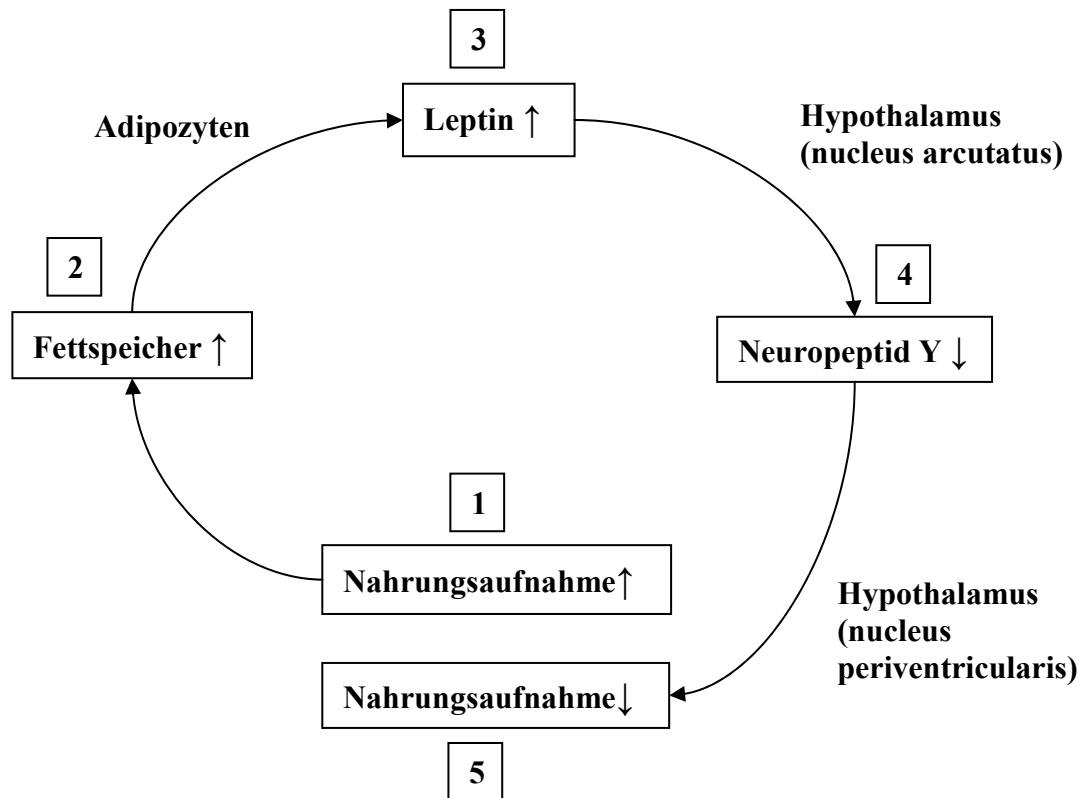 3
Leptin ↑
Adipozyten
Hypothalamus
(nucleus arcutatus)
2
4
Fettspeicher ↑
Neuropeptid Y ↓
1
Nahrungsaufnahme↑
Hypothalamus
(nucleus
periventricularis)
Nahrungsaufnahme↓
5